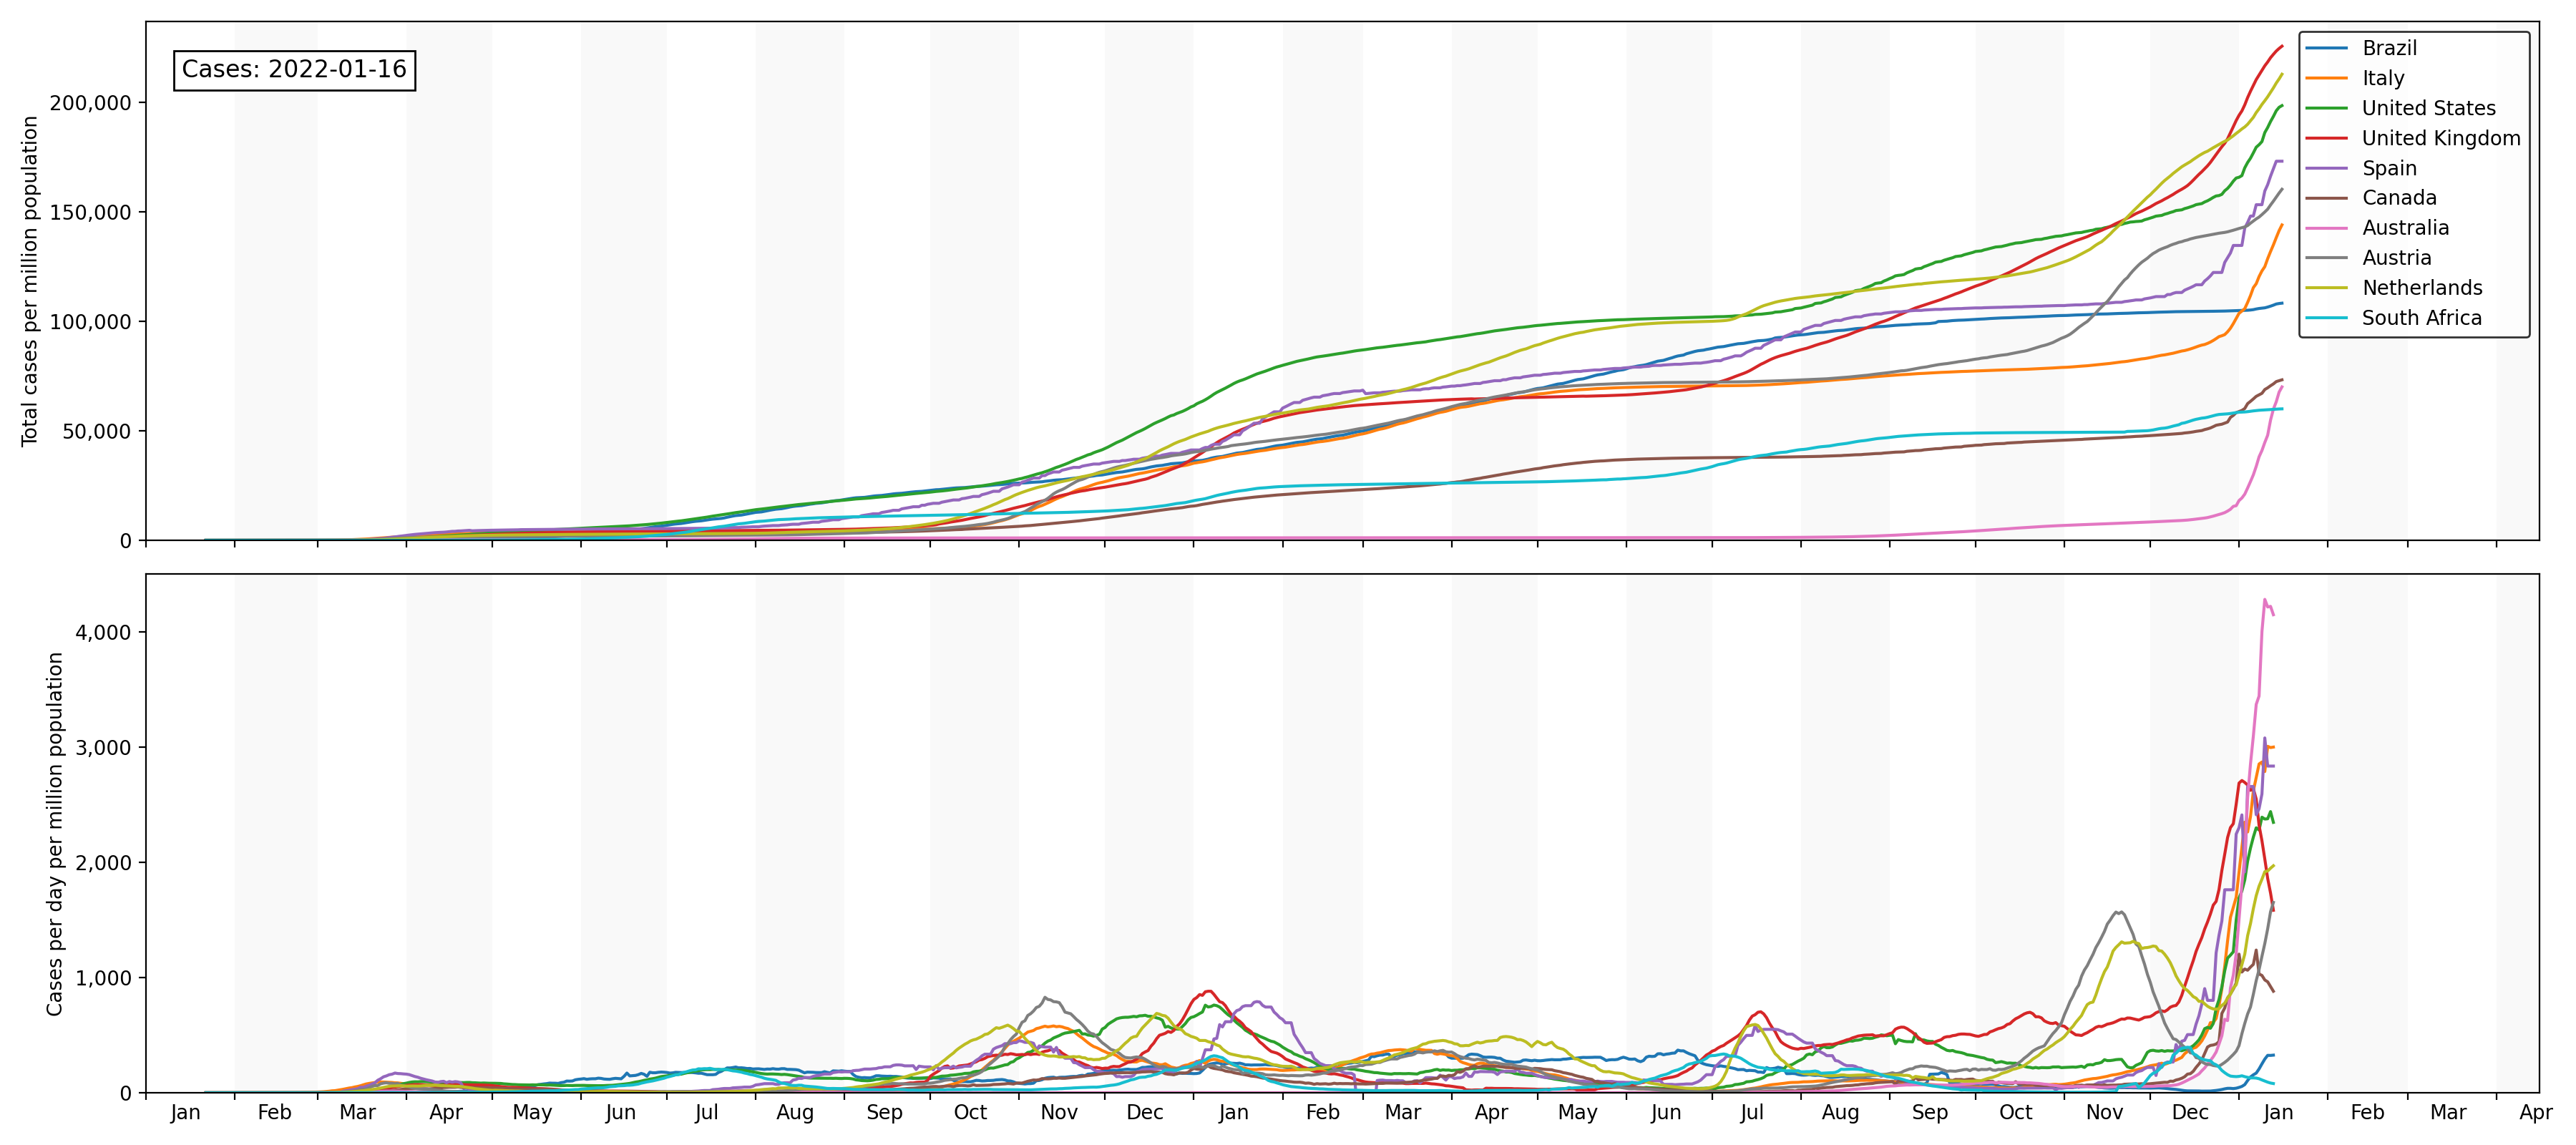 Cases: 2022-01-16
Total cases per million population
200,000
150,000
100,000
50,000
0
Brazil
Italy
United States
United Kingdom
Spain
Canada
Australia
Austria
Netherlands
South Africa
Cases per day per million population
4,000
3,000
2,000
1,000
0
Jan Feb Mar Apr May Jun Jul Aug Sep Oct Nov Dec Jan Feb Mar Apr May Jun Jul Aug Sep Oct Nov Dec Jan Feb Mar Apr